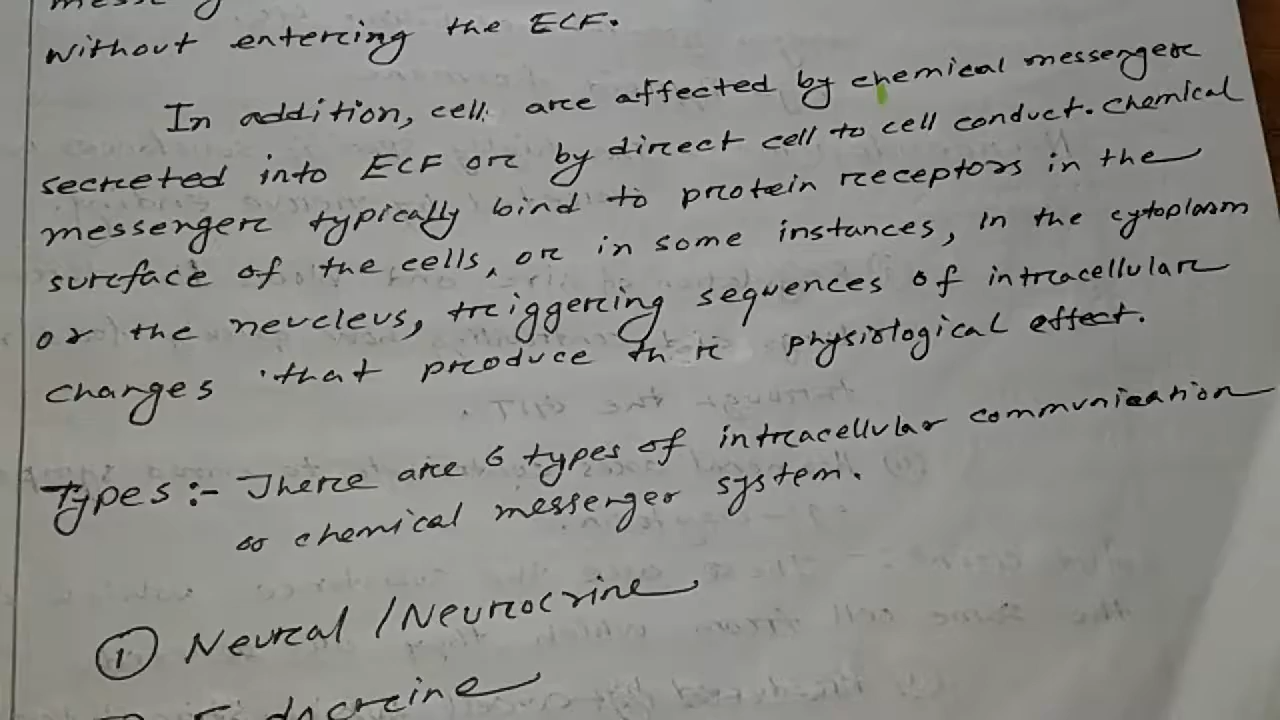 without entering the ECF.
In addition, cell are affected by chemical messenger
secreted into ECF or by direct cell to cell conduct. Chemical
messenger typically bind to protein receptors in the
surface of the cells, or in some instances, in the cytoplasm
or the neucleus, triggering sequences of intracellular
changes that produce physiological effect.
Types :- There are 6 types of intracellular communication
or chemical messenger system.
① Neural / Neurocrine